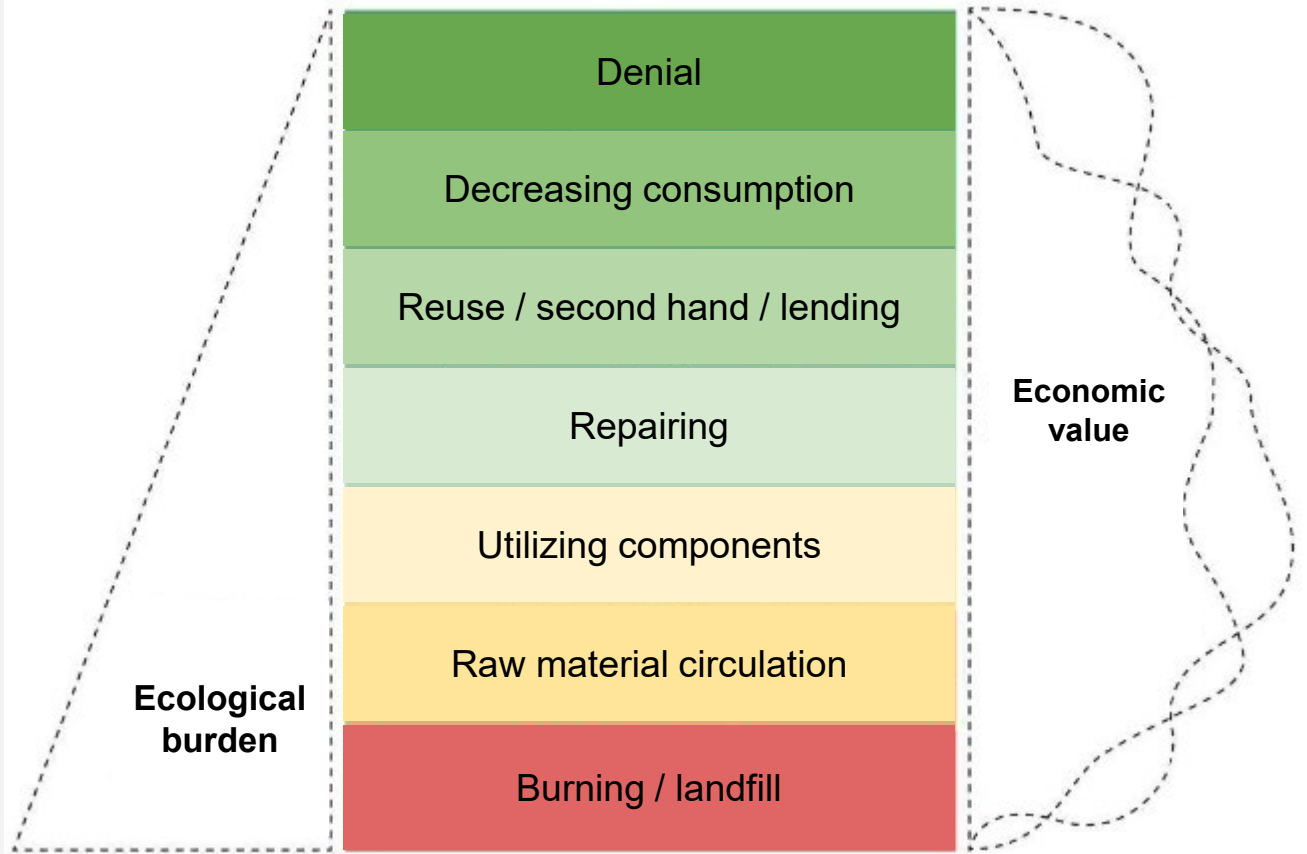 Denial
Decreasing consumption
Reuse / second hand / lending
Repairing
Utilizing components
Raw material circulation
Burning / landfill
Ecological
burden
Economic
value